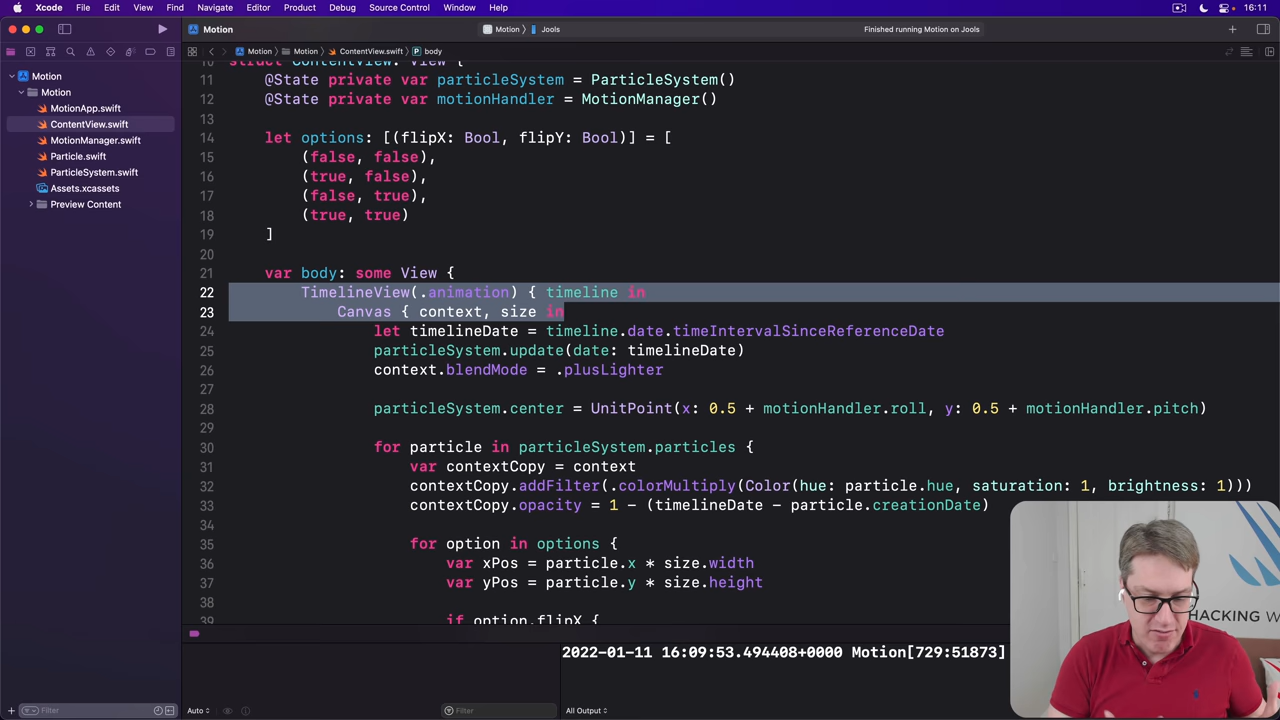 Xcode File Edit View Find Navigate Editor Product Debug Source Control Window Help 16:11
Motion
Motion
Jools
Finished running Motion on Jools
Motion Motion ContentView.swift P body
Motion
Motion
MotionApp.swift
ContentView.swift
MotionManager.swift
Particle.swift
ParticleSystem.swift
Assets.xcassets
Preview Content
struct ContentView: View {
11 @State private var particleSystem = ParticleSystem()
12 @State private var motionHandler = MotionManager()
13
14 let options: [(flipX: Bool, flipY: Bool)] = [
15 (false, false),
16 (true, false),
17 (false, true),
18 (true, true)
19 ]
20
21 var body: some View {
22 TimelineView(.animation) { timeline in
23 Canvas { context, size in
24 let timelineDate = timeline.date.timeIntervalSinceReferenceDate
25 particleSystem.update(date: timelineDate)
26 context.blendMode = .plusLighter
27
28 particleSystem.center = UnitPoint(x: 0.5 + motionHandler.roll, y: 0.5 + motionHandler.pitch)
29
30 for particle in particleSystem.particles {
31 var contextCopy = context
32 contextCopy.addFilter(.colorMultiply(Color(hue: particle.hue, saturation: 1, brightness: 1)))
33 contextCopy.opacity = 1 - (timelineDate - particle.creationDate)
34
35 for option in options {
36 var xPos = particle.x * size.width
37 var yPos = particle.y * size.height
38
39 if option.flipX {
2022-01-11 16:09:53.494408+0000 Motion[729:51873]
HACKING W
Filter
Auto
Filter
All Output